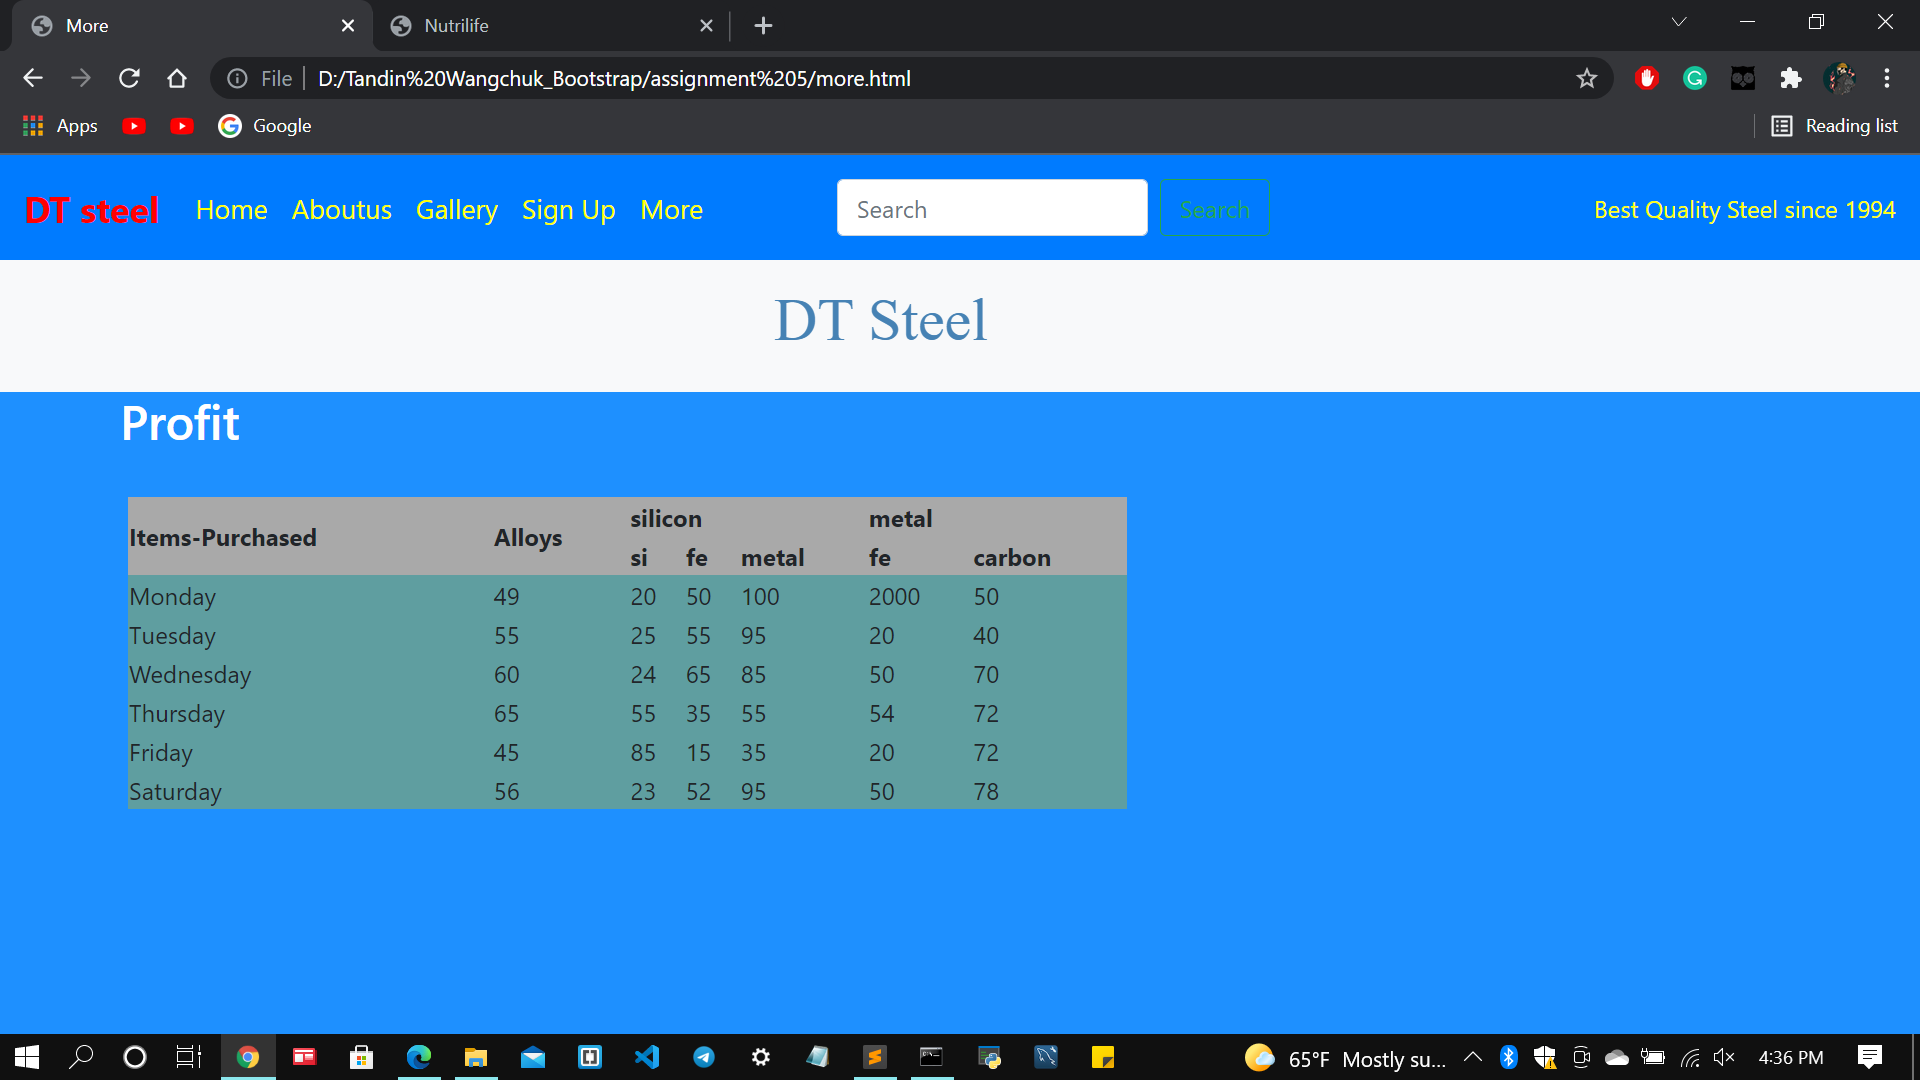 More
Nutrilife
File
D:/Tandin%20Wangchuk_Bootstrap/assignment%205/more.html
Apps
Google
Reading list
DT steel Home Aboutus Gallery Sign Up More Search Search Best Quality Steel since 1994
DT Steel
Profit
Items-Purchased Alloys silicon metal
si fe metal fe carbon
Monday 49 20 50 100 2000 50
Tuesday 55 25 55 95 20 40
Wednesday 60 24 65 85 50 70
Thursday 65 55 35 55 54 72
Friday 45 85 15 35 20 72
Saturday 56 23 52 95 50 78
65°F Mostly su... 4:36 PM